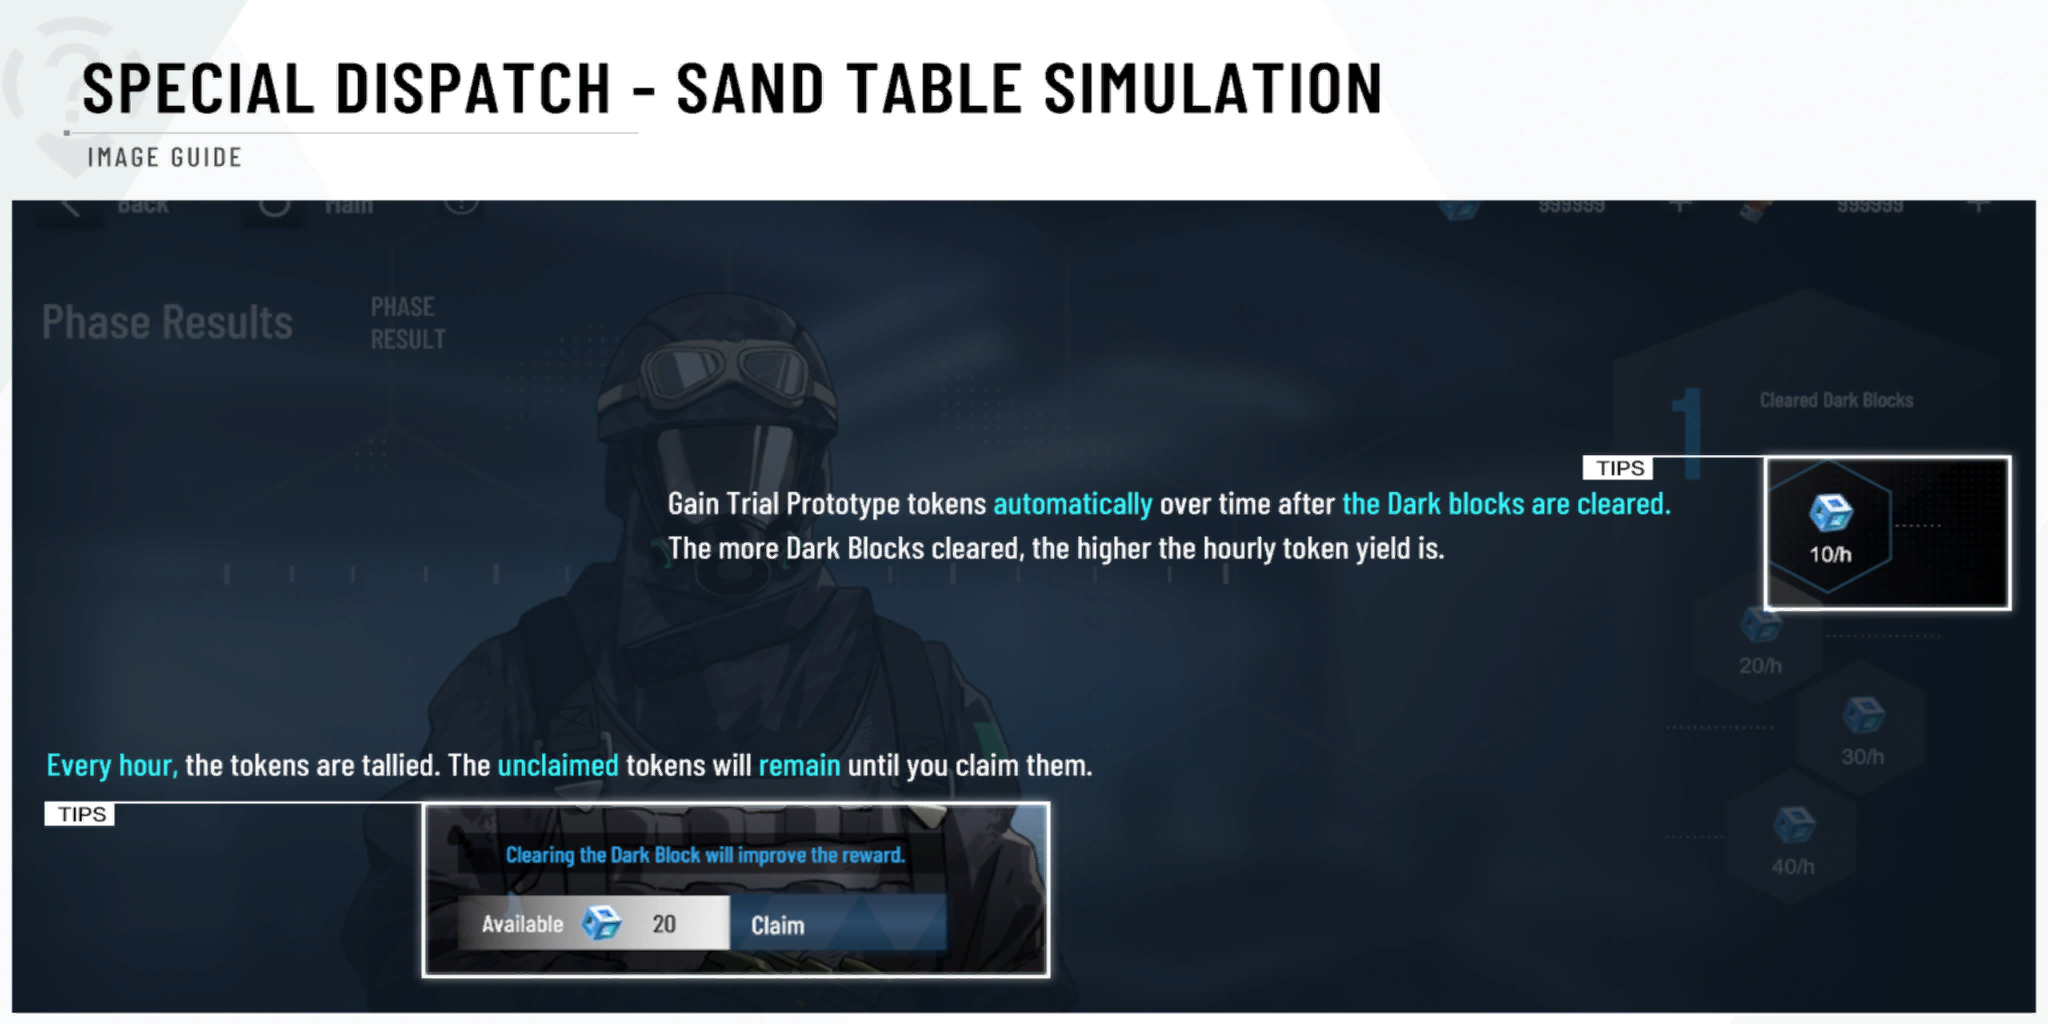 SPECIAL DISPATCH - SAND TABLE SIMULATION
IMAGE GUIDE
Back
Main
999999
999999
Phase Results
PHASE
RESULT
1
Cleared Dark Blocks
TIPS
Gain Trial Prototype tokens automatically over time after the Dark blocks are cleared.
The more Dark Blocks cleared, the higher the hourly token yield is.
10/h
20/h
30/h
40/h
Every hour, the tokens are tallied. The unclaimed tokens will remain until you claim them.
TIPS
Clearing the Dark Block will improve the reward.
Available 20 Claim